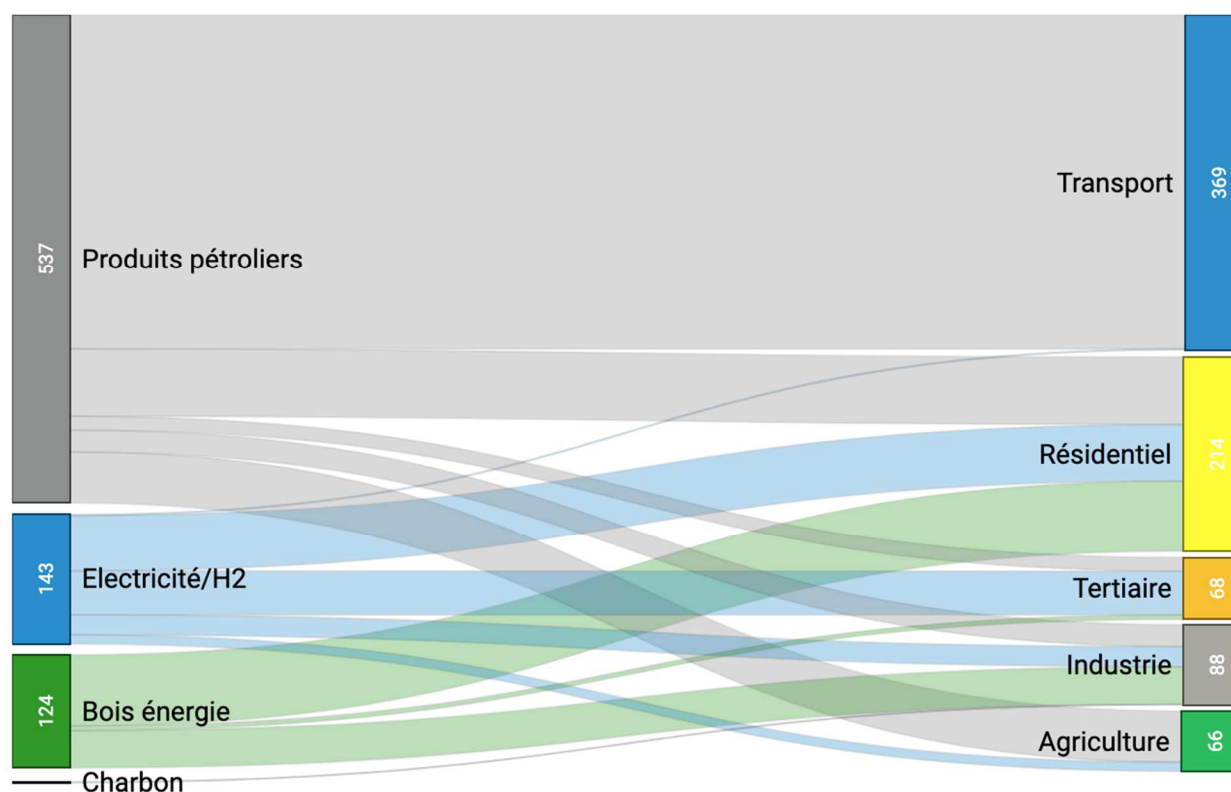 537
Produits pétroliers
143
Electricité/H2
124
Bois énergie
Charbon
Transport
369
Résidentiel
214
Tertiaire
68
Industrie
88
Agriculture
66